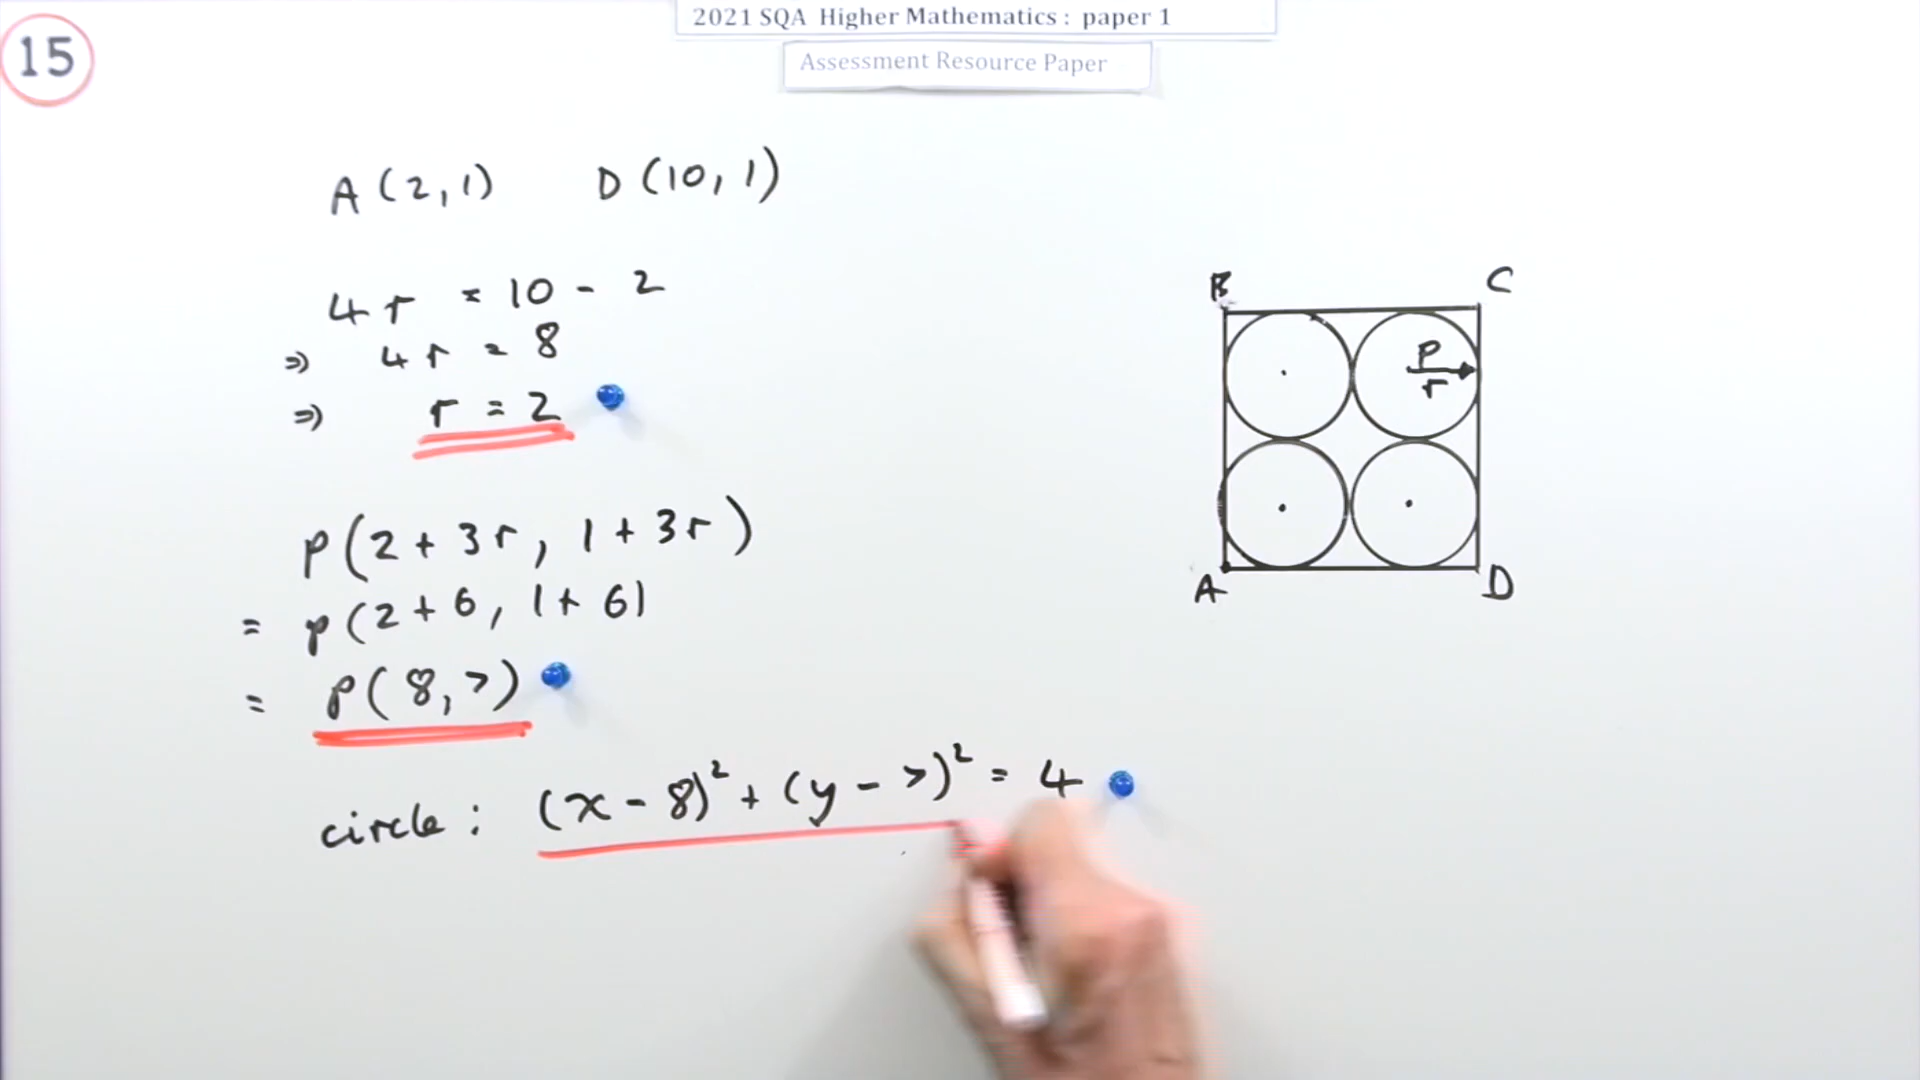 15
2021 SQA Higher Mathematics : paper 1
Assessment Resource Paper
A (2, 1) D (10, 1)
4r = 10 - 2
⇒ 4r = 8
⇒ r = 2
P(2 + 3r, 1 + 3r)
= P(2 + 6, 1 + 6)
= P(8, 7)
circle : (x - 8)² + (y - 7)² = 4
B C
P
r
A D